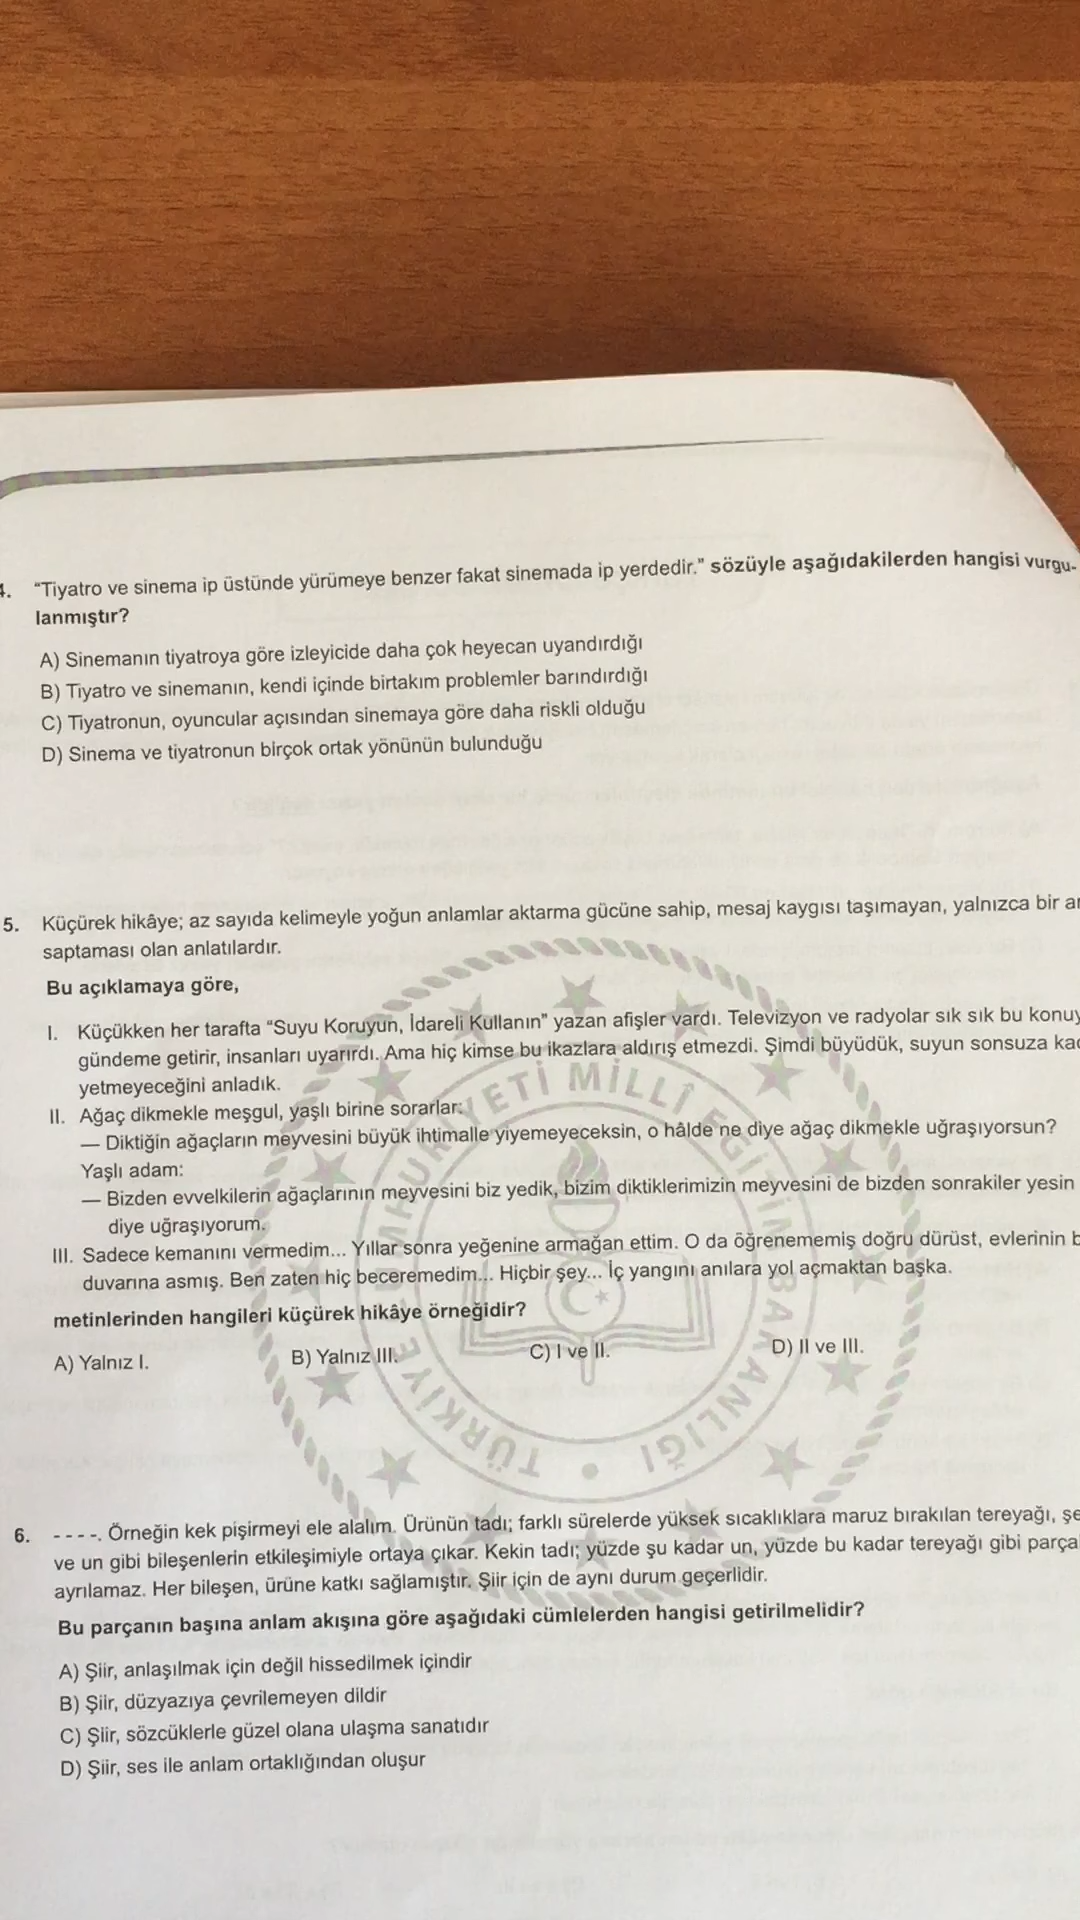 4. "Tiyatro ve sinema ip üstünde yürümeye benzer fakat sinemada ip yerdedir." sözüyle aşağıdakilerden hangisi vurgu-
lanmıştır?
A) Sinemanın tiyatroya göre izleyicide daha çok heyecan uyandırdığı
B) Tiyatro ve sinemanın, kendi içinde birtakım problemler barındırdığı
C) Tiyatronun, oyuncular açısından sinemaya göre daha riskli olduğu
D) Sinema ve tiyatronun birçok ortak yönünün bulunduğu
5. Küçürek hikâye; az sayıda kelimeyle yoğun anlamlar aktarma gücüne sahip, mesaj kaygısı taşımayan, yalnızca bir
saptaması olan anlatılardır.
Bu açıklamaya göre,
I. Küçükken her tarafta "Suyu Koruyun, İdareli Kullanın" yazan afişler vardı. Televizyon ve radyolar sık sık bu
gündeme getirir, insanları uyarırdı. Ama hiç kimse bu ikazlara aldırış etmezdi. Şimdi büyüdük, suyun sonsuza
yetmeyeceğini anladık.
II. Ağaç dikmekle meşgul, yaşlı birine sorarlar:
— Diktiğin ağaçların meyvesini büyük ihtimalle yiyemeyeceksin, o hâlde ne diye ağaç dikmekle uğraşıyorsun?
Yaşlı adam:
— Bizden evvelkilerin ağaçlarının meyvesini biz yedik, bizim diktiklerimizin meyvesini de bizden sonrakiler yesin
diye uğraşıyorum.
III. Sadece kemanını vermedim... Yıllar sonra yeğenine armağan ettim. O da öğrenememiş doğru dürüst, evlerinin
duvarına asmış. Ben zaten hiç beceremedim... Hiçbir şey... İç yangını anılara yol açmaktan başka.
metinlerinden hangileri küçürek hikâye örneğidir?
A) Yalnız I. B) Yalnız III. C) I ve II. D) II ve III.
TÜRKİYE CUMHURİYETİ MİLLÎ EĞİTİM BAKANLIĞI
6. ----. Örneğin kek pişirmeyi ele alalım. Ürünün tadı; farklı sürelerde yüksek sıcaklıklara maruz bırakılan tereyağı,
ve un gibi bileşenlerin etkileşimiyle ortaya çıkar. Kekin tadı; yüzde şu kadar un, yüzde bu kadar tereyağı gibi
ayrılamaz. Her bileşen, ürüne katkı sağlamıştır. Şiir için de aynı durum geçerlidir.
Bu parçanın başına anlam akışına göre aşağıdaki cümlelerden hangisi getirilmelidir?
A) Şiir, anlaşılmak için değil hissedilmek içindir
B) Şiir, düzyazıya çevrilemeyen dildir
C) Şiir, sözcüklerle güzel olana ulaşma sanatıdır
D) Şiir, ses ile anlam ortaklığından oluşur